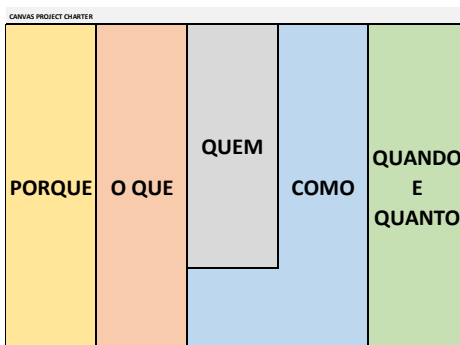 CANVAS PROJECT CHARTER
PORQUE
O QUE
QUEM
COMO
QUANDO
E
QUANTO